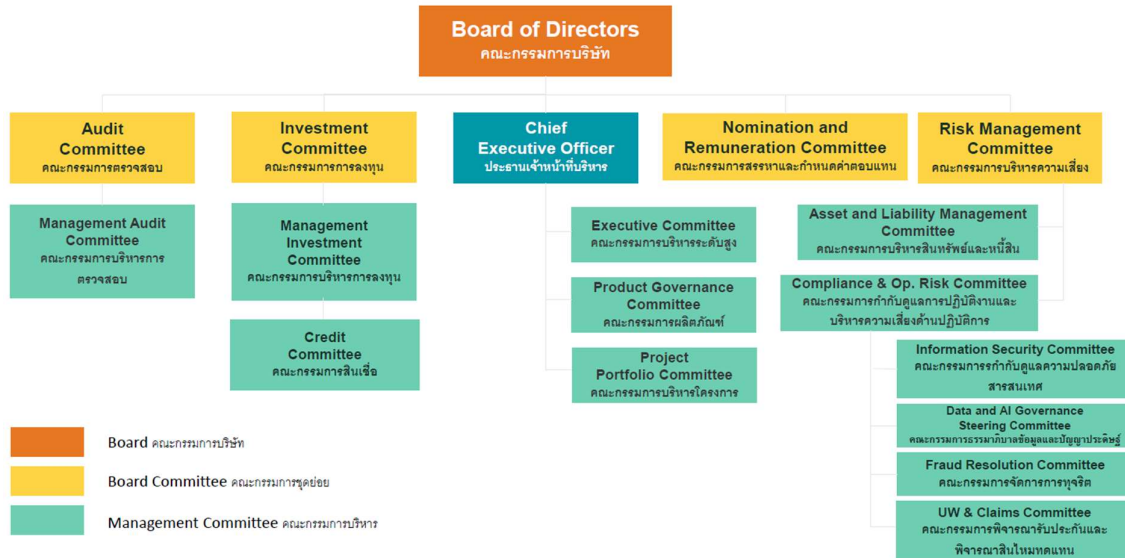 Board of Directors
คณะกรรมการบริษัท
Audit
Committee
คณะกรรมการตรวจสอบ
Investment
Committee
คณะกรรมการการลงทุน
Chief
Executive Officer
ประธานเจ้าหน้าที่บริหาร
Nomination and
Remuneration Committee
คณะกรรมการสรรหาและกำหนดค่าตอบแทน
Risk Management
Committee
คณะกรรมการบริหารความเสี่ยง
Management Audit
Committee
คณะกรรมการบริหารการ
ตรวจสอบ
Management
Investment
Committee
คณะกรรมการบริหารการลงทุน
Credit
Committee
คณะกรรมการสินเชื่อ
Executive Committee
คณะกรรมการบริหารระดับสูง
Product Governance
Committee
คณะกรรมการผลิตภัณฑ์
Project
Portfolio Committee
คณะกรรมการบริหารโครงการ
Asset and Liability Management
Committee
คณะกรรมการบริหารสินทรัพย์และหนี้สิน
Compliance & Op. Risk Committee
คณะกรรมการกำกับดูแลการปฏิบัติงานและ
บริหารความเสี่ยงด้านปฏิบัติการ
Information Security Committee
คณะกรรมการรกำกับดูแลความปลอดภัย
สารสนเทศ
Data and AI Governance
Steering Committee
คณะกรรมการธรรมาภิบาลข้อมูลและปัญญาประดิษฐ์
Fraud Resolution Committee
คณะกรรมการจัดการการทุจริต
UW & Claims Committee
คณะกรรมการพิจารณารับประกันและ
พิจารณาสินไหมทดแทน
Board คณะกรรมการบริษัท
Board Committee คณะกรรมการชุดย่อย
Management Committee คณะกรรมการบริหาร